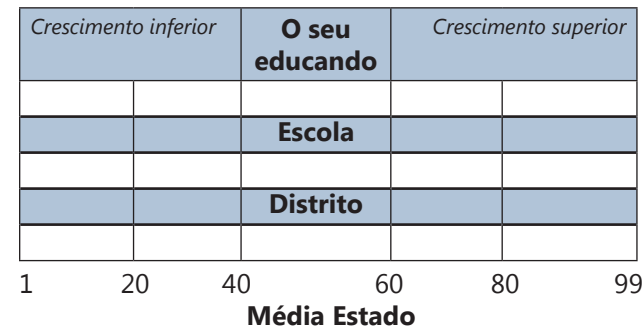 Crescimento inferior
O seu
educando
Crescimento superior
Escola
Distrito
1 20 40 60 80 99
Média Estado